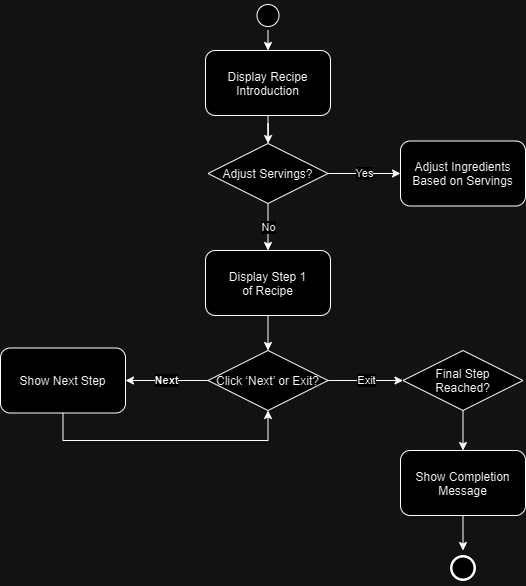 Display Recipe
Introduction
Adjust Servings?
Yes
Adjust Ingredients
Based on Servings
No
Display Step 1
of Recipe
Show Next Step
Next
Click ‘Next’ or Exit?
Exit
Final Step
Reached?
Show Completion
Message